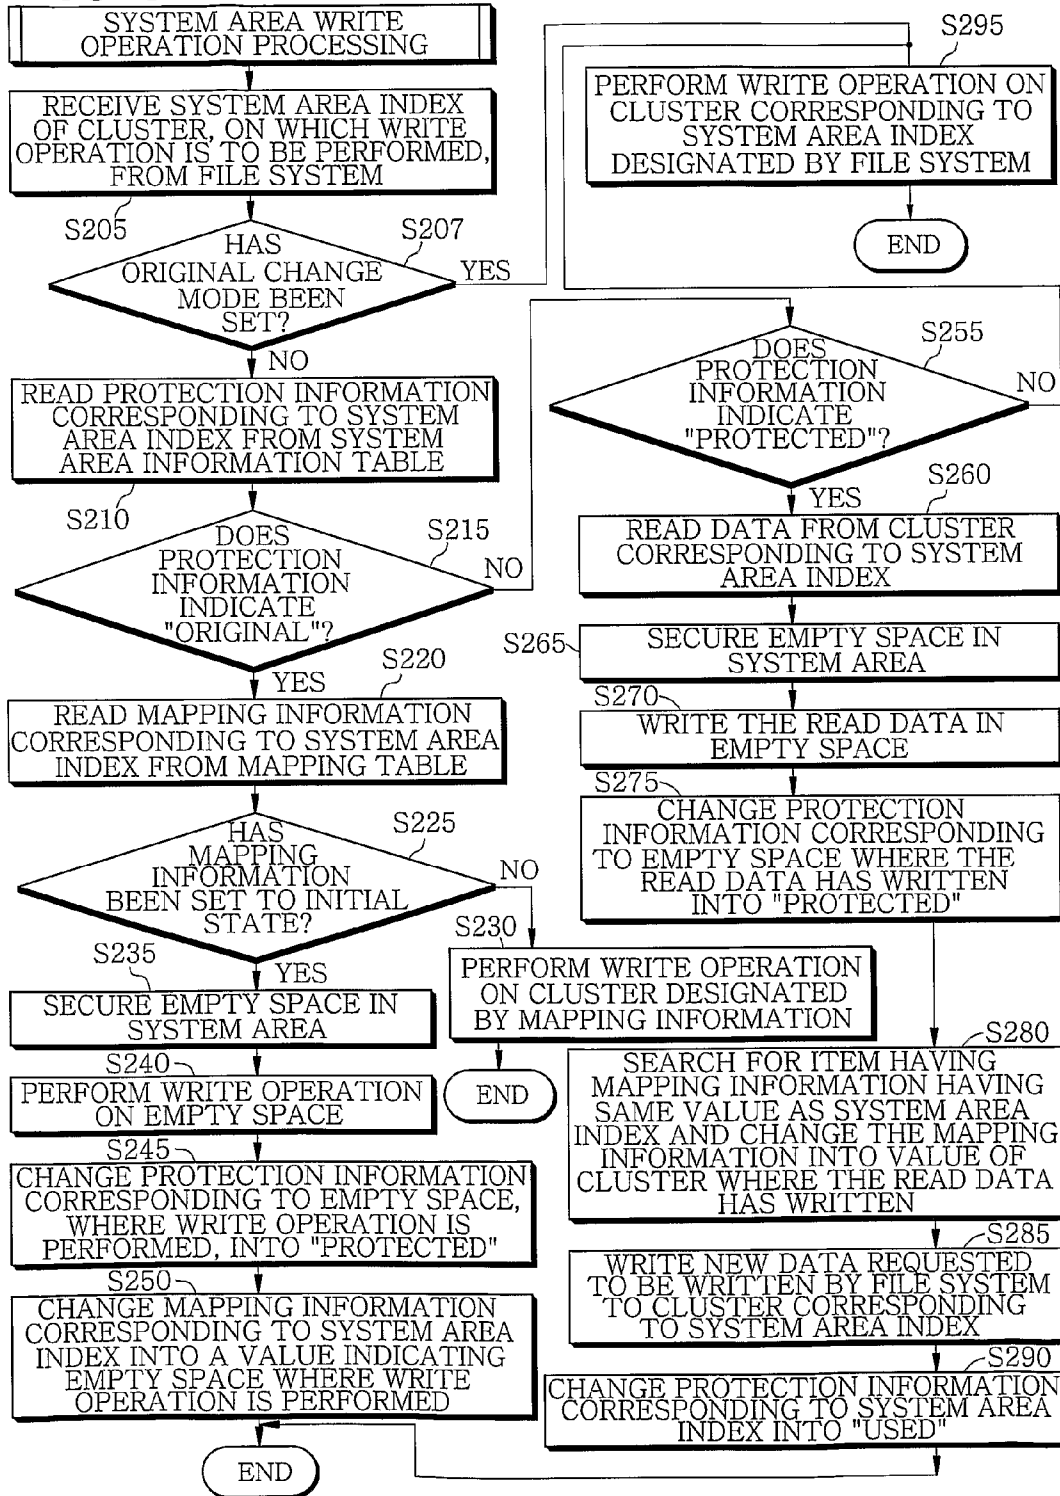 SYSTEM AREA WRITE
OPERATION PROCESSING
RECEIVE SYSTEM AREA INDEX
OF CLUSTER, ON WHICH WRITE
OPERATION IS TO BE PERFORMED,
FROM FILE SYSTEM
S205
HAS
ORIGINAL CHANGE
MODE BEEN
SET?
S207
YES
NO
READ PROTECTION INFORMATION
CORRESPONDING TO SYSTEM
AREA INDEX FROM SYSTEM
AREA INFORMATION TABLE
S210
DOES
PROTECTION
INFORMATION
INDICATE
"ORIGINAL"?
S215
NO
YES
S220
READ MAPPING INFORMATION
CORRESPONDING TO SYSTEM AREA
INDEX FROM MAPPING TABLE
HAS
MAPPING
INFORMATION
BEEN SET TO INITIAL
STATE?
S225
NO
YES
S230
PERFORM WRITE OPERATION
ON CLUSTER DESIGNATED
BY MAPPING INFORMATION
END
S235
SECURE EMPTY SPACE IN
SYSTEM AREA
S240
PERFORM WRITE OPERATION
ON EMPTY SPACE
S245
CHANGE PROTECTION INFORMATION
CORRESPONDING TO EMPTY SPACE,
WHERE WRITE OPERATION IS
PERFORMED, INTO "PROTECTED"
S250
CHANGE MAPPING INFORMATION
CORRESPONDING TO SYSTEM AREA
INDEX INTO A VALUE INDICATING
EMPTY SPACE WHERE WRITE
OPERATION IS PERFORMED
END
S295
PERFORM WRITE OPERATION ON
CLUSTER CORRESPONDING TO
SYSTEM AREA INDEX
DESIGNATED BY FILE SYSTEM
END
DOES
PROTECTION
INFORMATION
INDICATE
"PROTECTED"?
S255
NO
YES
S260
READ DATA FROM CLUSTER
CORRESPONDING TO SYSTEM
AREA INDEX
S265
SECURE EMPTY SPACE IN
SYSTEM AREA
S270
WRITE THE READ DATA IN
EMPTY SPACE
S275
CHANGE PROTECTION
INFORMATION CORRESPONDING
TO EMPTY SPACE WHERE THE
READ DATA HAS WRITTEN
INTO "PROTECTED"
S280
SEARCH FOR ITEM HAVING
MAPPING INFORMATION HAVING
SAME VALUE AS SYSTEM AREA
INDEX AND CHANGE THE MAPPING
INFORMATION INTO VALUE OF
CLUSTER WHERE THE READ DATA
HAS WRITTEN
S285
WRITE NEW DATA REQUESTED
TO BE WRITTEN BY FILE SYSTEM
TO CLUSTER CORRESPONDING
TO SYSTEM AREA INDEX
S290
CHANGE PROTECTION INFORMATION
CORRESPONDING TO SYSTEM AREA
INDEX INTO "USED"